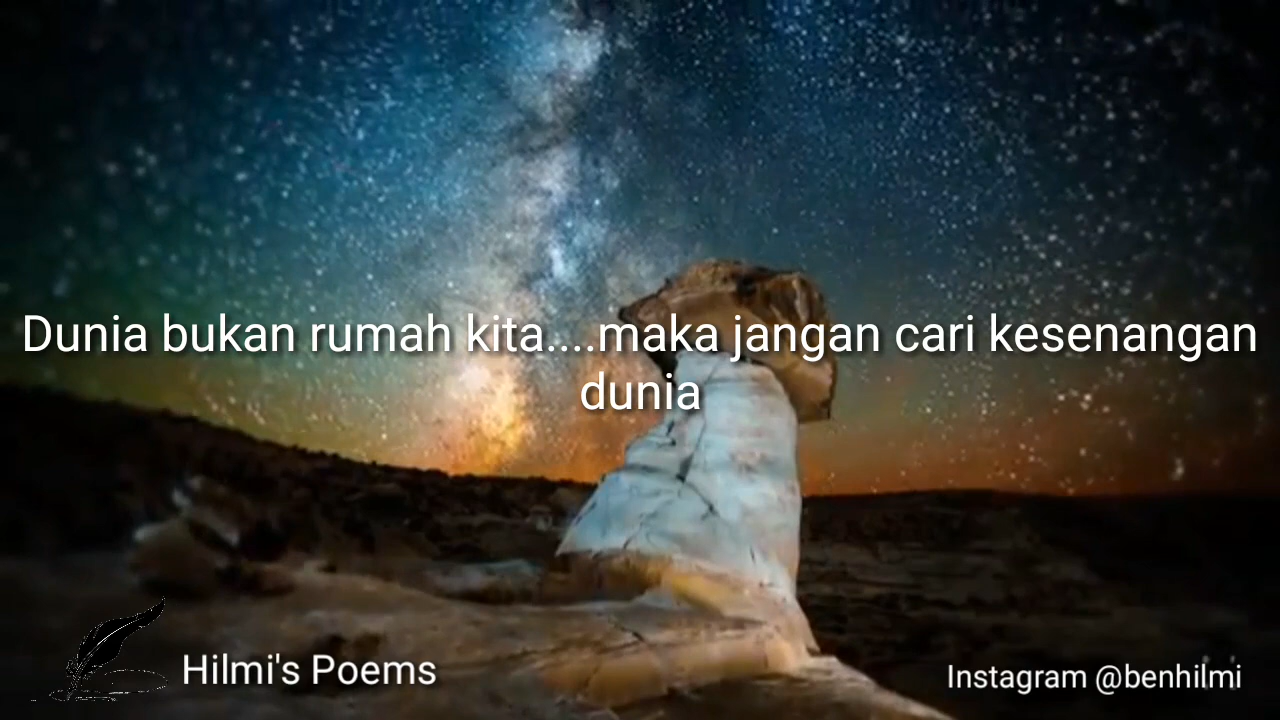 Dunia bukan rumah kita....maka jangan cari kesenangan
dunia
Hilmi's Poems
Instagram @benhilmi